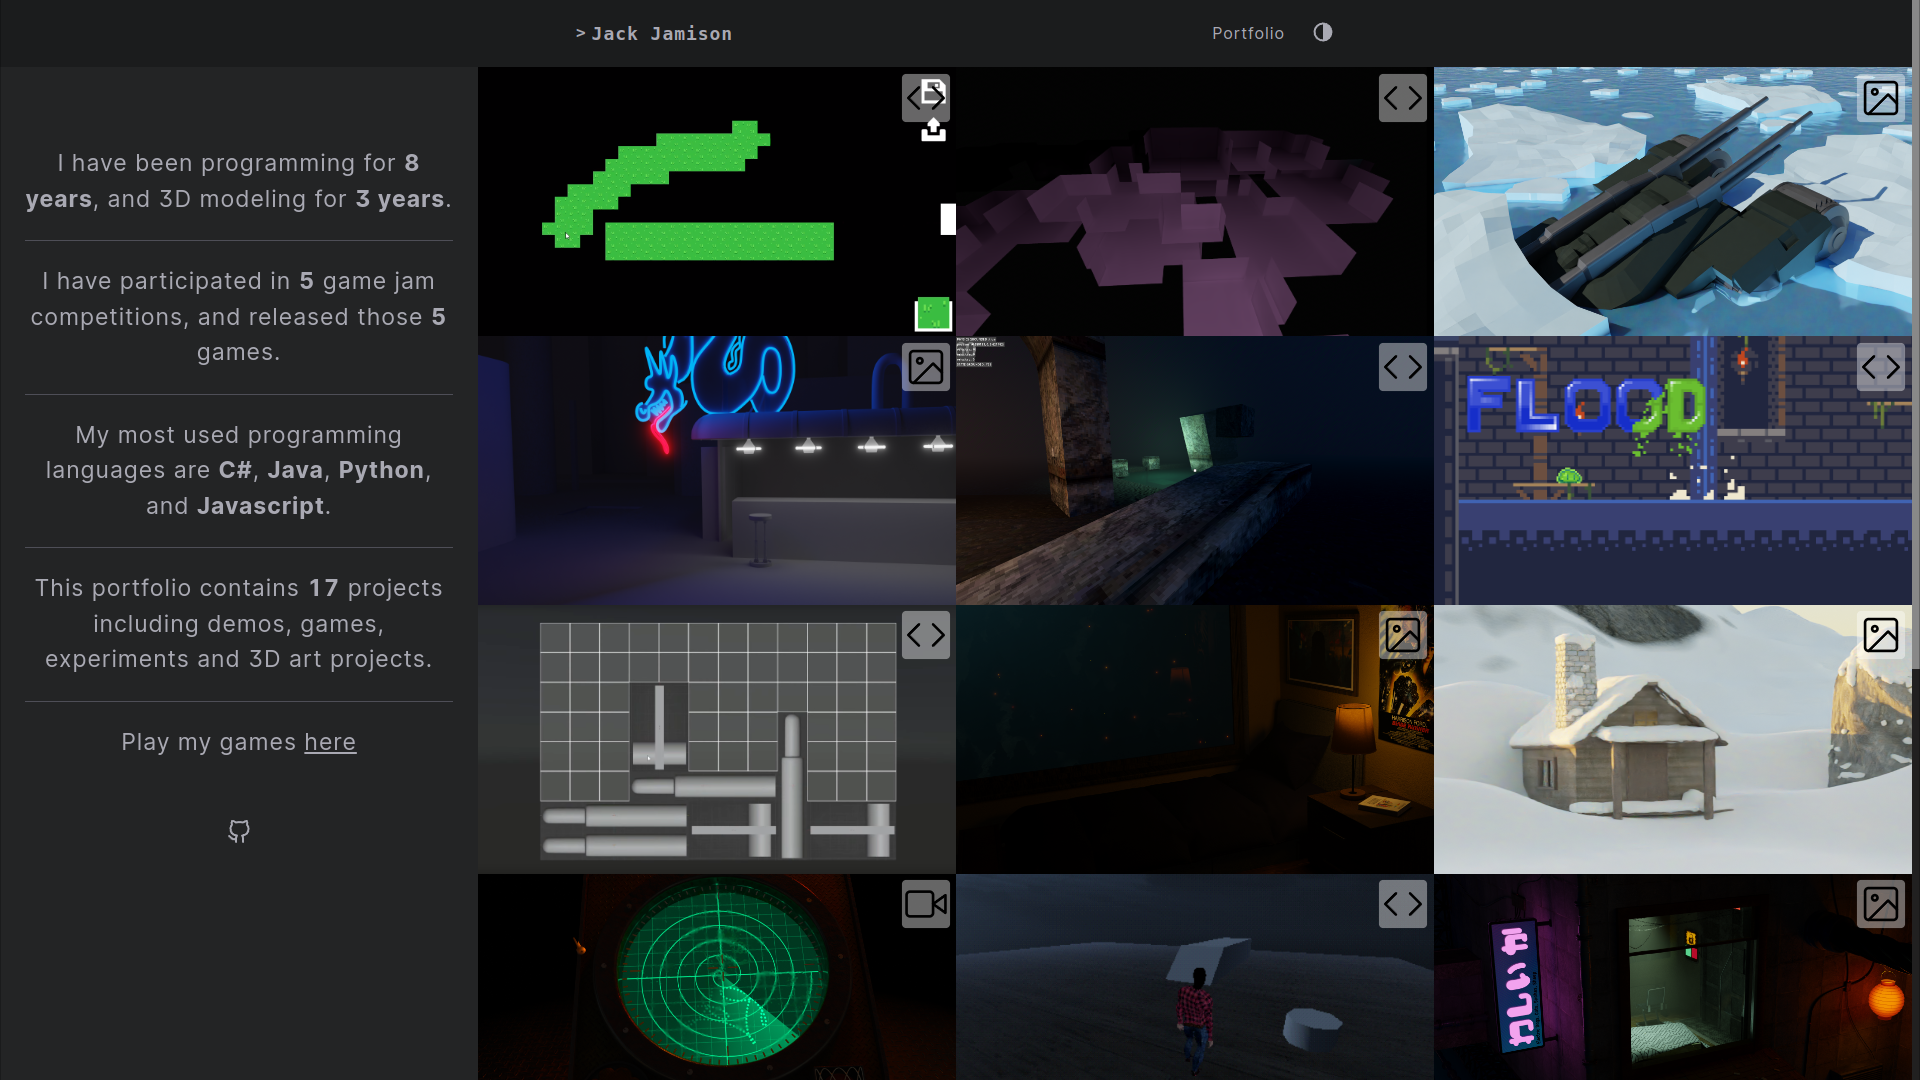 > Jack Jamison
Portfolio
I have been programming for 8
years, and 3D modeling for 3 years.
I have participated in 5 game jam
competitions, and released those 5
games.
My most used programming
languages are C#, Java, Python,
and Javascript.
This portfolio contains 17 projects
including demos, games,
experiments and 3D art projects.
Play my games here
FLOOD